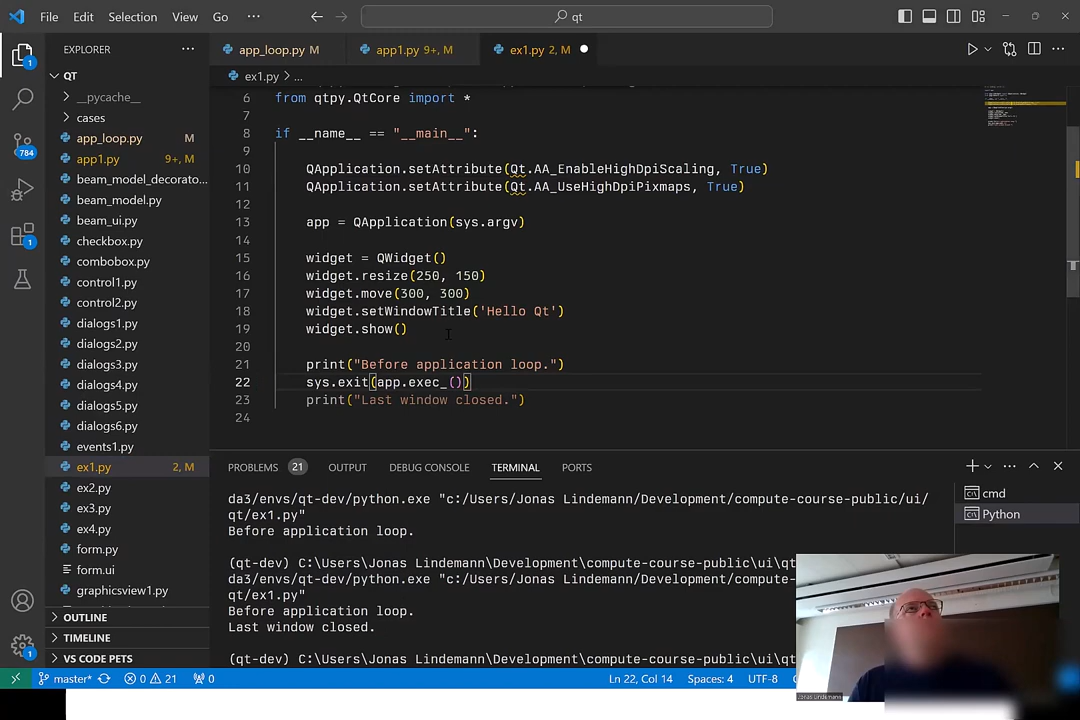 File Edit Selection View Go ··· qt
EXPLORER ···
app_loop.py M app1.py 9+, M ex1.py 2, M
QT
ex1.py > ...
__pycache__
cases
app_loop.py M
app1.py 9+, M
beam_model_decorato...
beam_model.py
beam_ui.py
checkbox.py
combobox.py
control1.py
control2.py
dialogs1.py
dialogs2.py
dialogs3.py
dialogs4.py
dialogs5.py
dialogs6.py
events1.py
ex1.py 2, M
ex2.py
ex3.py
ex4.py
form.py
form.ui
graphicsview1.py
OUTLINE
TIMELINE
VS CODE PETS
1
784
1
6 from qtpy.QtCore import *
7
8 if __name__ == "__main__":
9
10 QApplication.setAttribute(Qt.AA_EnableHighDpiScaling, True)
11 QApplication.setAttribute(Qt.AA_UseHighDpiPixmaps, True)
12
13 app = QApplication(sys.argv)
14
15 widget = QWidget()
16 widget.resize(250, 150)
17 widget.move(300, 300)
18 widget.setWindowTitle('Hello Qt')
19 widget.show()
20
21 print("Before application loop.")
22 sys.exit(app.exec_())
23 print("Last window closed.")
24
PROBLEMS 21 OUTPUT DEBUG CONSOLE TERMINAL PORTS
cmd
Python
da3/envs/qt-dev/python.exe "c:/Users/Jonas Lindemann/Development/compute-course-public/ui/
qt/ex1.py"
Before application loop.
(qt-dev) C:\Users\Jonas Lindemann\Development\compute-course-public\ui\qt
da3/envs/qt-dev/python.exe "c:/Users/Jonas Lindemann/Development/compute-
qt/ex1.py"
Before application loop.
Last window closed.
(qt-dev) C:\Users\Jonas Lindemann\Development\compute-course-public\ui\qt
Jonas Lindemann
1 master* 0 21 0 Ln 22, Col 14 Spaces: 4 UTF-8